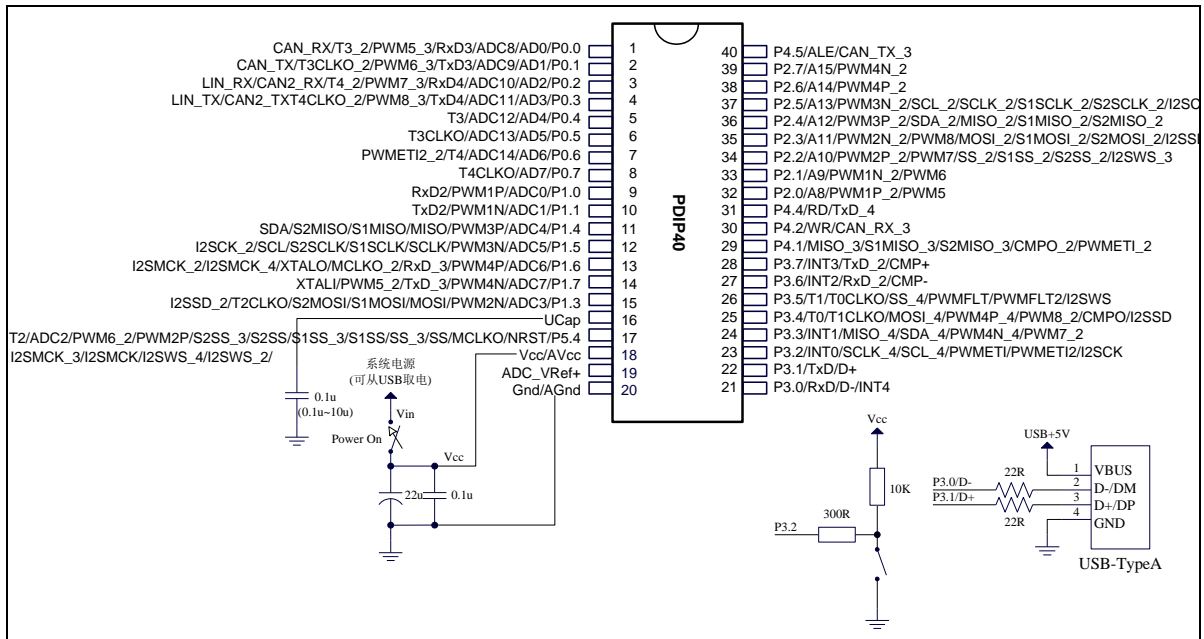 CAN_RX/T3_2/PWM5_3/RxD3/ADC8/AD0/P0.0 1
CAN_TX/T3CLKO_2/PWM6_3/TxD3/ADC9/AD1/P0.1 2
LIN_RX/CAN2_RX/T4_2/PWM7_3/RxD4/ADC10/AD2/P0.2 3
LIN_TX/CAN2_TXT4CLKO_2/PWM8_3/TxD4/ADC11/AD3/P0.3 4
T3/ADC12/AD4/P0.4 5
T3CLKO/ADC13/AD5/P0.5 6
PWMETI2_2/T4/ADC14/AD6/P0.6 7
T4CLKO/AD7/P0.7 8
RxD2/PWM1P/ADC0/P1.0 9
TxD2/PWM1N/ADC1/P1.1 10
SDA/S2MISO/S1MISO/MISO/PWM3P/ADC4/P1.4 11
I2SCK_2/SCL/S2SCLK/S1SCLK/SCLK/PWM3N/ADC5/P1.5 12
I2SMCK_2/I2SMCK_4/XTALO/MCLKO_2/RxD_3/PWM4P/ADC6/P1.6 13
XTALI/PWM5_2/TxD_3/PWM4N/ADC7/P1.7 14
I2SSD_2/T2CLKO/S2MOSI/S1MOSI/MOSI/PWM2N/ADC3/P1.3 15
UCap 16
T2/ADC2/PWM6_2/PWM2P/S2SS_3/S2SS/S1SS_3/S1SS/SS_3/SS/MCLKO/NRST/P5.4 17
I2SMCK_3/I2SMCK/I2SWS_4/I2SWS_2/
Vcc/AVcc 18
ADC_VRef+ 19
Gnd/AGnd 20
PDIP40
40 P4.5/ALE/CAN_TX_3
39 P2.7/A15/PWM4N_2
38 P2.6/A14/PWM4P_2
37 P2.5/A13/PWM3N_2/SCL_2/SCLK_2/S1SCLK_2/S2SCLK_2/I2SC
36 P2.4/A12/PWM3P_2/SDA_2/MISO_2/S1MISO_2/S2MISO_2
35 P2.3/A11/PWM2N_2/PWM8/MOSI_2/S1MOSI_2/S2MOSI_2/I2SSI
34 P2.2/A10/PWM2P_2/PWM7/SS_2/S1SS_2/S2SS_2/I2SWS_3
33 P2.1/A9/PWM1N_2/PWM6
32 P2.0/A8/PWM1P_2/PWM5
31 P4.4/RD/TxD_4
30 P4.2/WR/CAN_RX_3
29 P4.1/MISO_3/S1MISO_3/S2MISO_3/CMPO_2/PWMETI_2
28 P3.7/INT3/TxD_2/CMP+
27 P3.6/INT2/RxD_2/CMP-
26 P3.5/T1/T0CLKO/SS_4/PWMFLT/PWMFLT2/I2SWS
25 P3.4/T0/T1CLKO/MOSI_4/PWM4P_4/PWM8_2/CMPO/I2SSD
24 P3.3/INT1/MISO_4/SDA_4/PWM4N_4/PWM7_2
23 P3.2/INT0/SCLK_4/SCL_4/PWMETI/PWMETI2/I2SCK
22 P3.1/TxD/D+
21 P3.0/RxD/D-/INT4
0.1u
(0.1u~10u)
系统电源
(可从USB取电)
Vin
Power On
Vcc
22u
0.1u
Vcc
10K
300R
P3.2
USB+5V
P3.0/D-
P3.1/D+
22R
22R
1 VBUS
2 D-/DM
3 D+/DP
4 GND
USB-TypeA